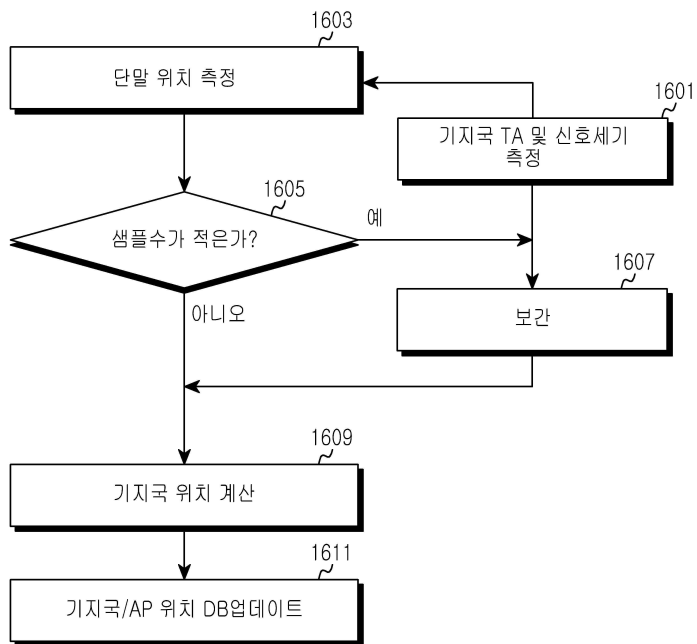 1603
단말 위치 측정
1601
기지국 TA 및 신호세기
측정
1605
샘플수가 적은가?
예
아니오
1607
보간
1609
기지국 위치 계산
1611
기지국/AP 위치 DB업데이트